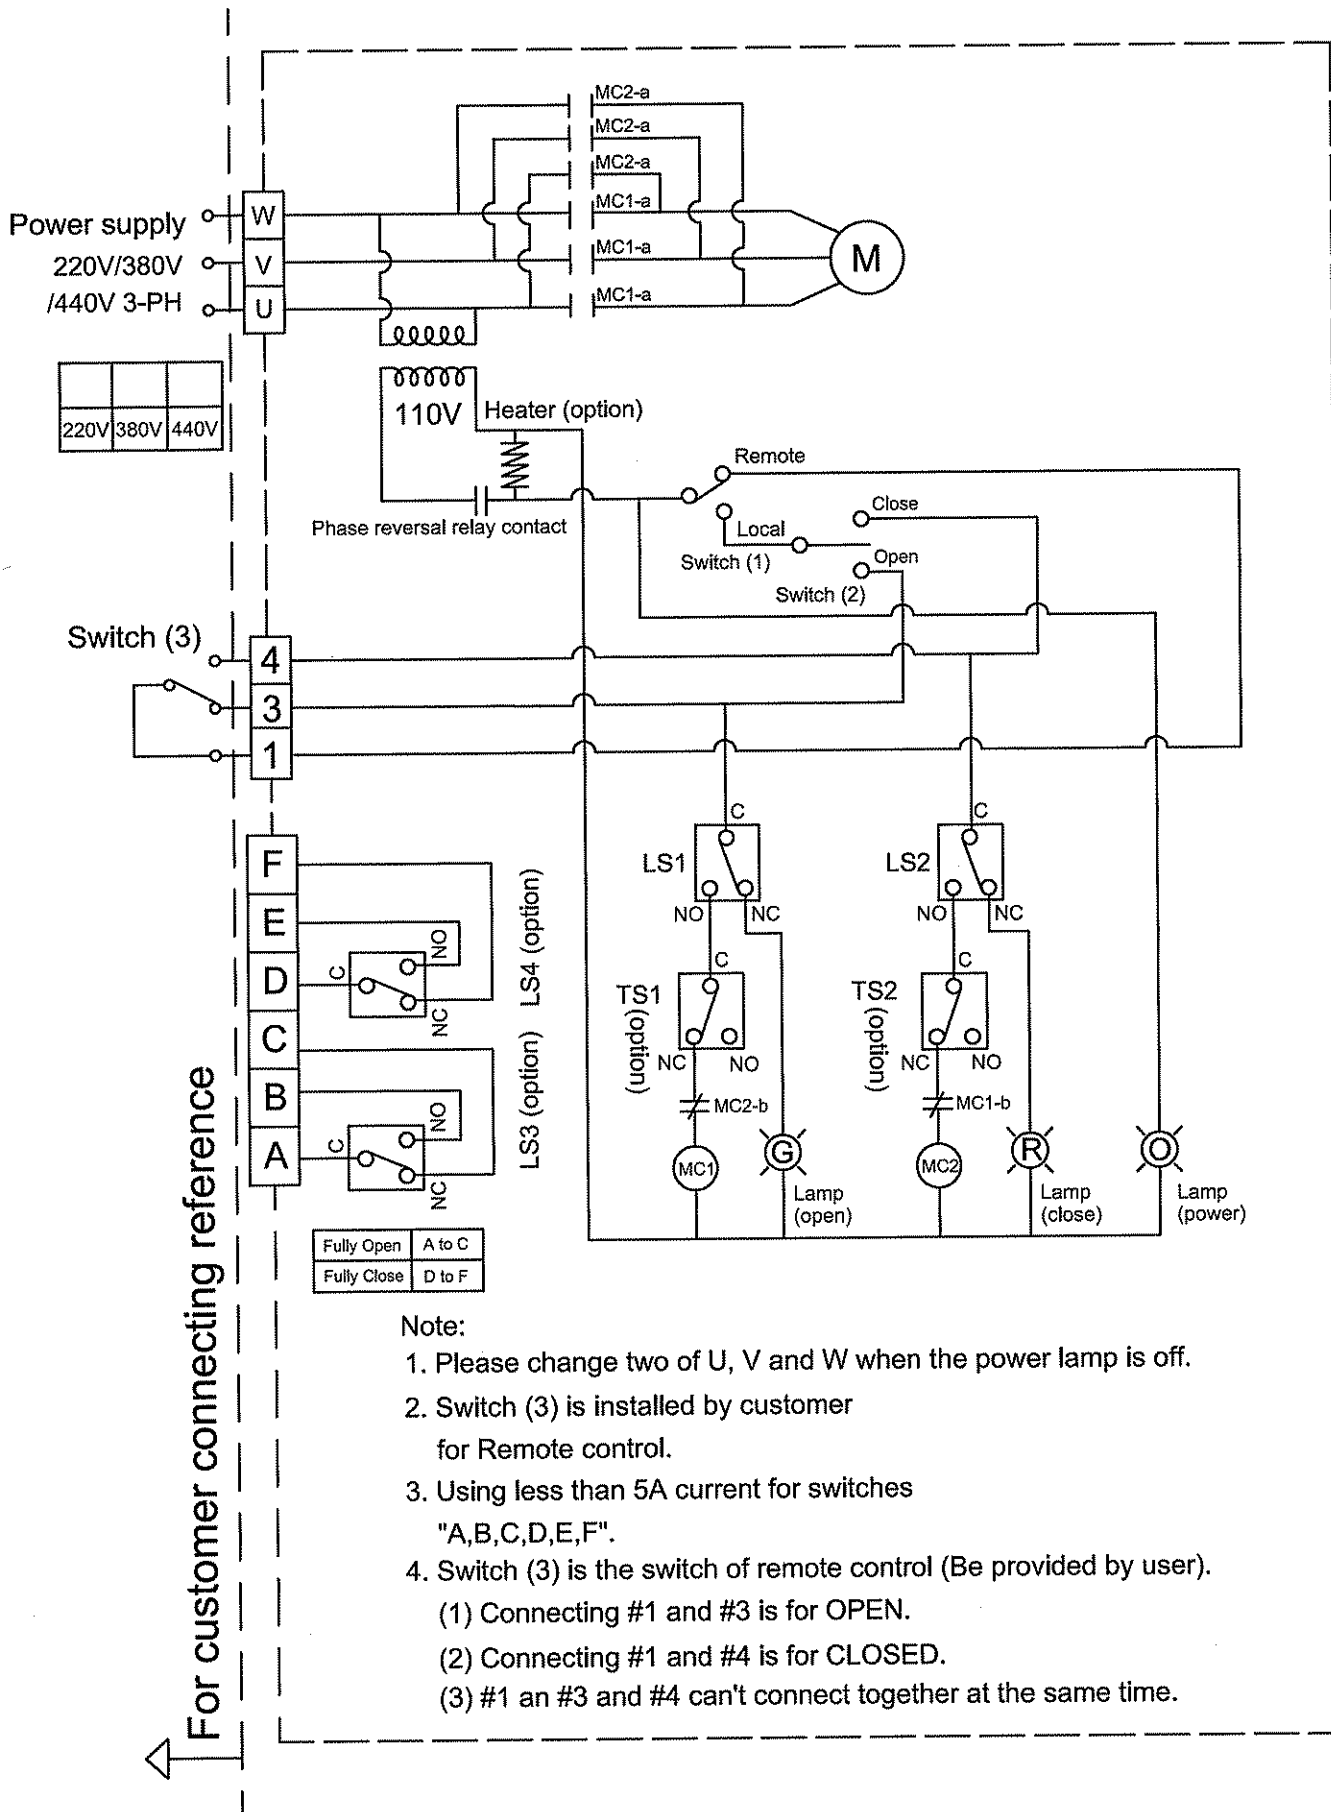 MC2-a
MC2-a
MC2-a
MC1-a
MC1-a
MC1-a
Power supply
220V/380V
/440V 3-PH
W
V
U
M
220V 380V 440V
110V
Heater (option)
Phase reversal relay contact
Remote
Local
Switch (1)
Close
Open
Switch (2)
Switch (3)
4
3
1
F
E
D
C
B
A
C
NO
NC
LS4 (option)
C
NO
NC
LS3 (option)
LS1
C
NO
NC
TS1
(option)
C
NC
NO
MC2-b
MC1
G
Lamp
(open)
LS2
C
NO
NC
TS2
(option)
C
NC
NO
MC1-b
MC2
R
Lamp
(close)
O
Lamp
(power)
Fully Open A to C
Fully Close D to F
For customer connecting reference
Note:
1. Please change two of U, V and W when the power lamp is off.
2. Switch (3) is installed by customer
for Remote control.
3. Using less than 5A current for switches
"A,B,C,D,E,F".
4. Switch (3) is the switch of remote control (Be provided by user).
(1) Connecting #1 and #3 is for OPEN.
(2) Connecting #1 and #4 is for CLOSED.
(3) #1 an #3 and #4 can't connect together at the same time.